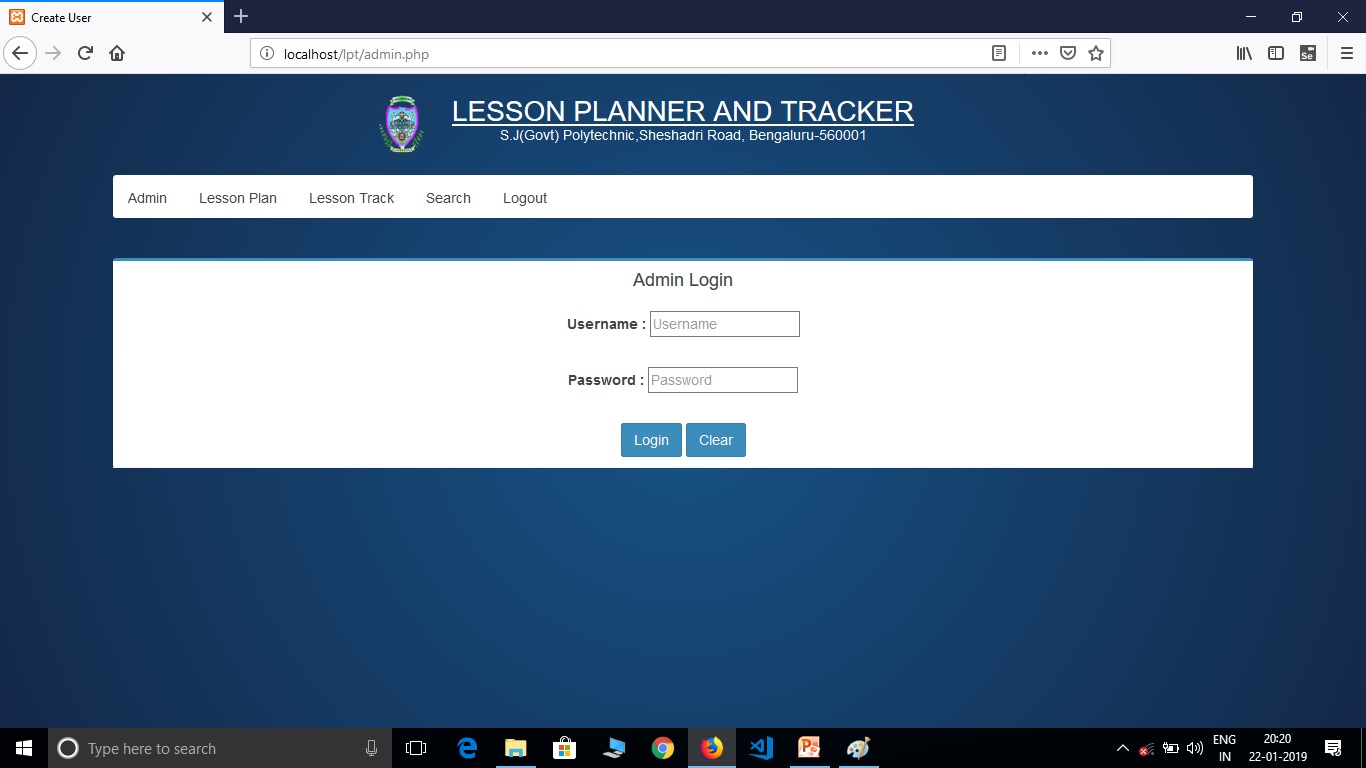 Create User
localhost/lpt/admin.php
Se
LESSON PLANNER AND TRACKER
S.J(Govt) Polytechnic,Sheshadri Road, Bengaluru-560001
Admin Lesson Plan Lesson Track Search Logout
Admin Login
Username : Username
Password : Password
Login Clear
Type here to search
ENG 20:20
IN 22-01-2019